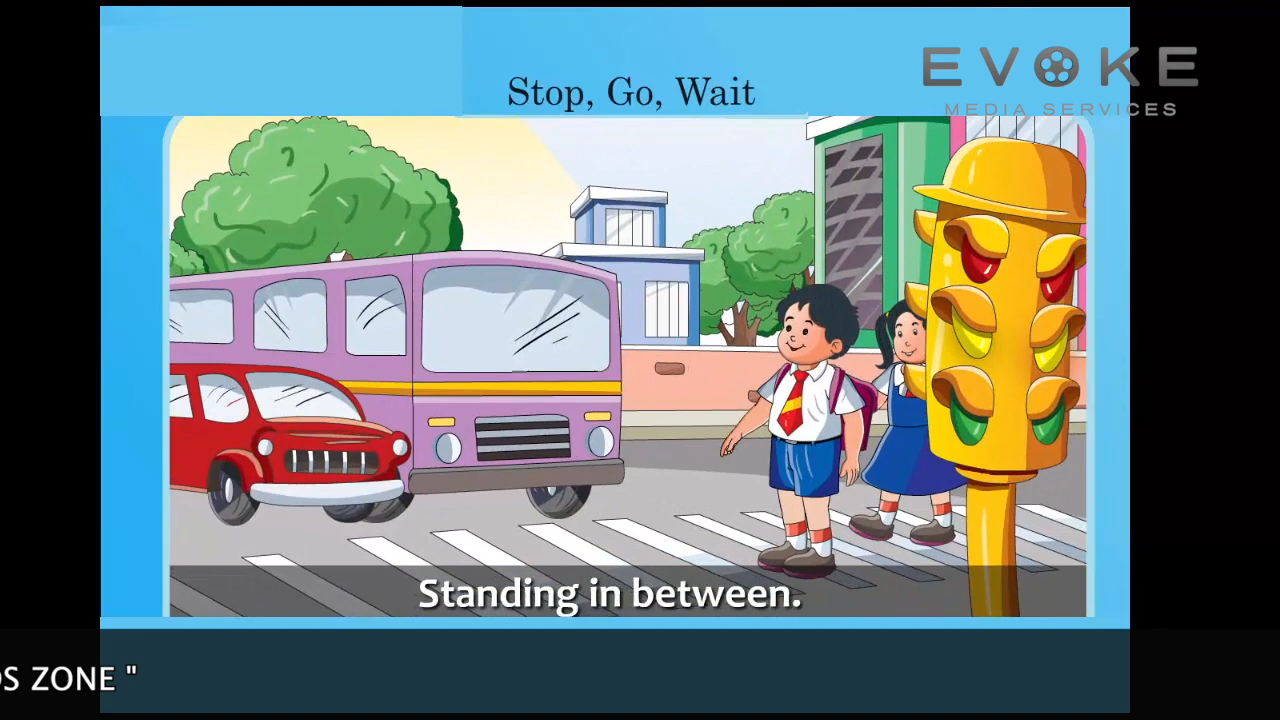 EVOKE
MEDIA SERVICES
Stop, Go, Wait
Standing in between.
ZONE "